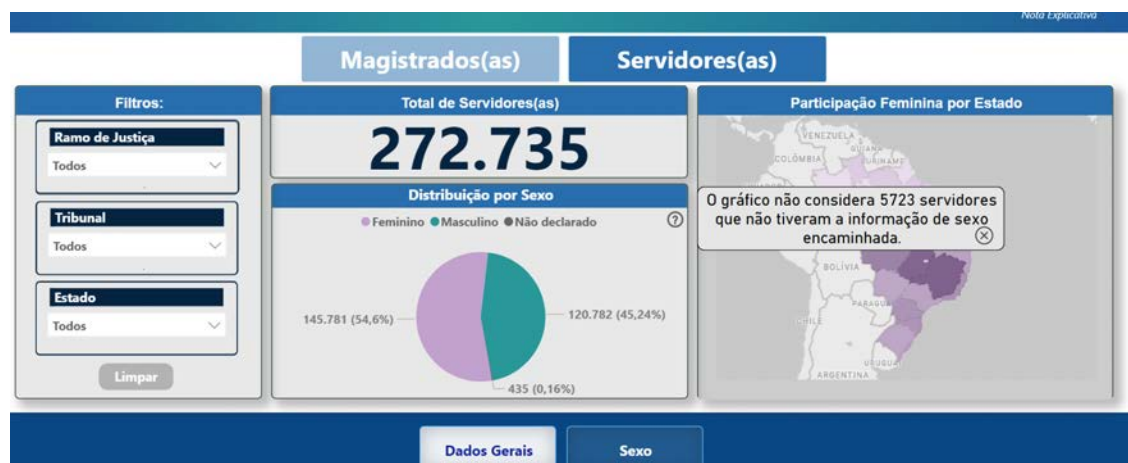 Nota Explicativa
Magistrados(as)
Servidores(as)
Filtros:
Ramo de Justiça
Todos
Tribunal
Todos
Estado
Todos
Limpar
Total de Servidores(as)
272.735
Distribuição por Sexo
Feminino Masculino Não declarado
145.781 (54,6%)
120.782 (45,24%)
435 (0,16%)
Participação Feminina por Estado
VENEZUELA
GUIANA
COLÔMBIA
SURINAME
O gráfico não considera 5723 servidores
que não tiveram a informação de sexo
encaminhada.
BOLÍVIA
PARAGU
CHILE
URUGUA
ARGENTINA
Dados Gerais
Sexo